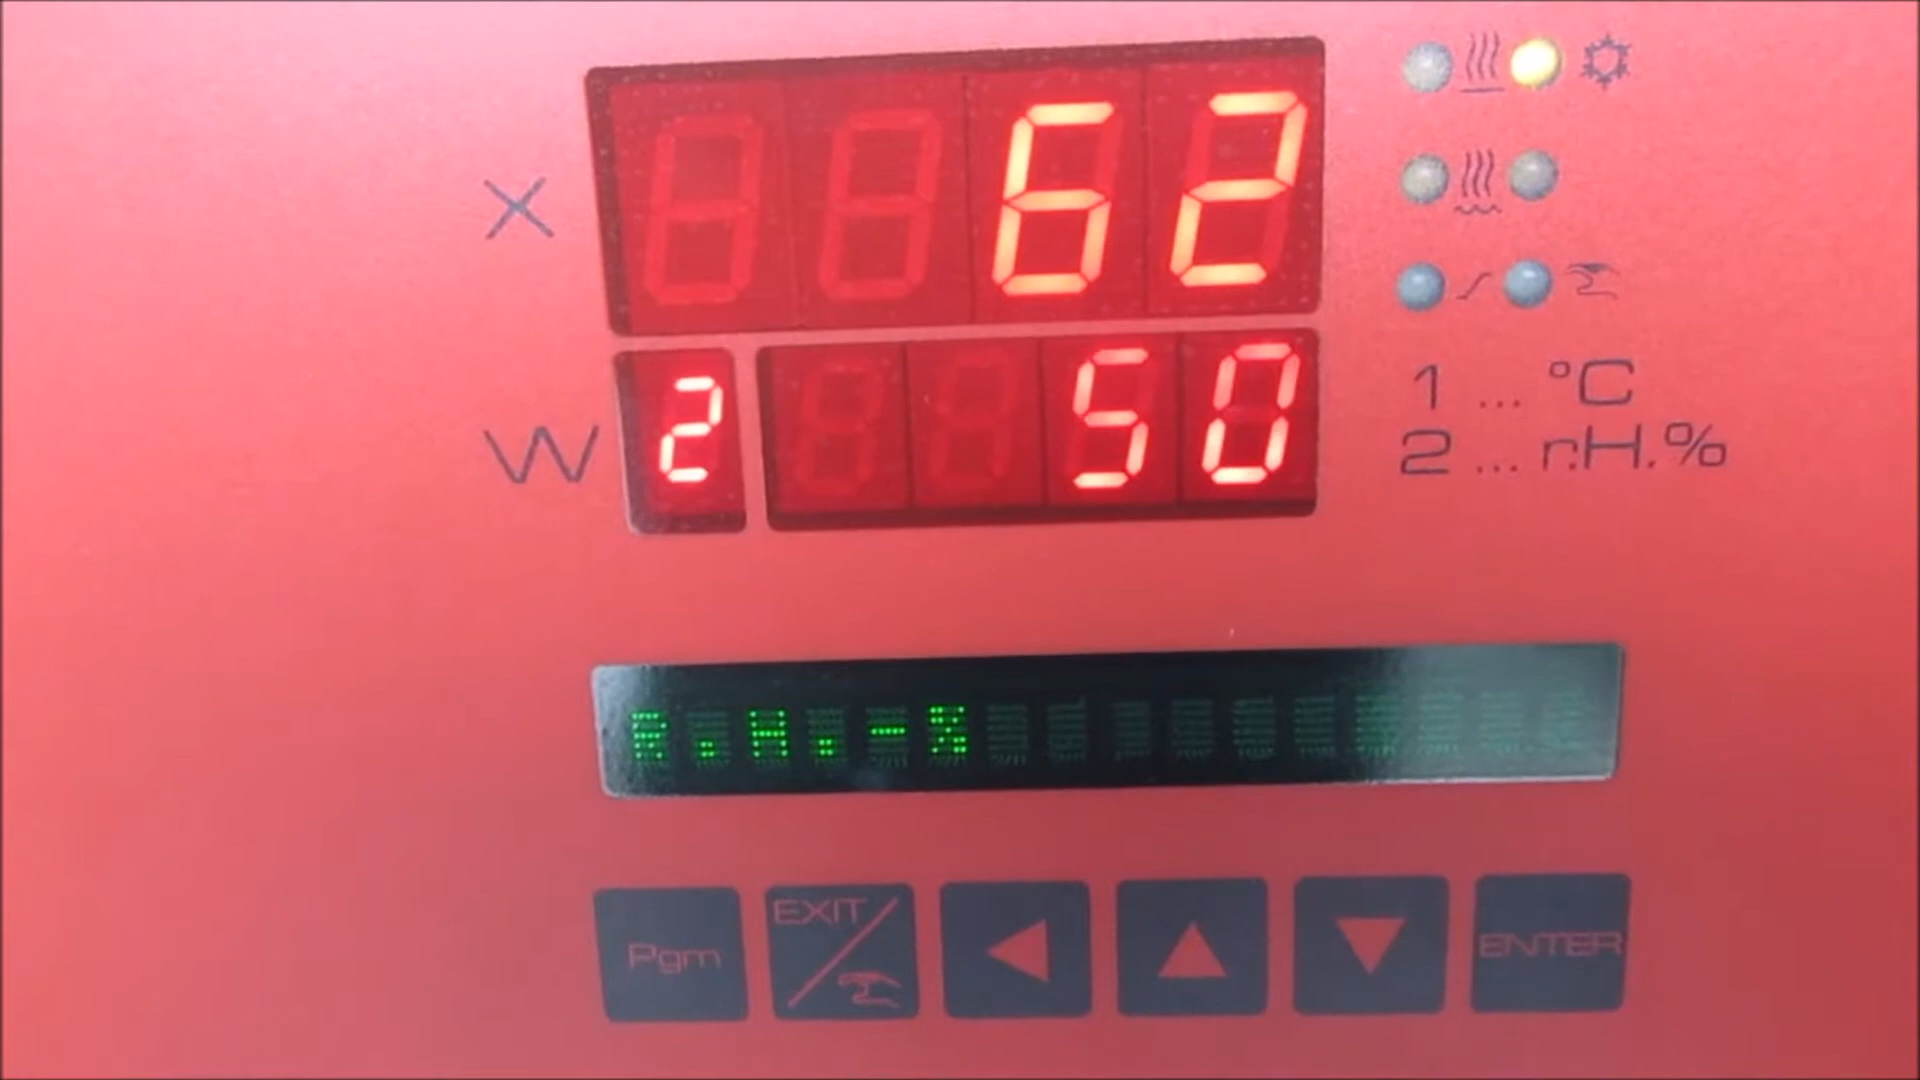 X 62
W 2 50
1 ... °C
2 ... r.H.%
R.H.-%
Pgm EXIT ENTER